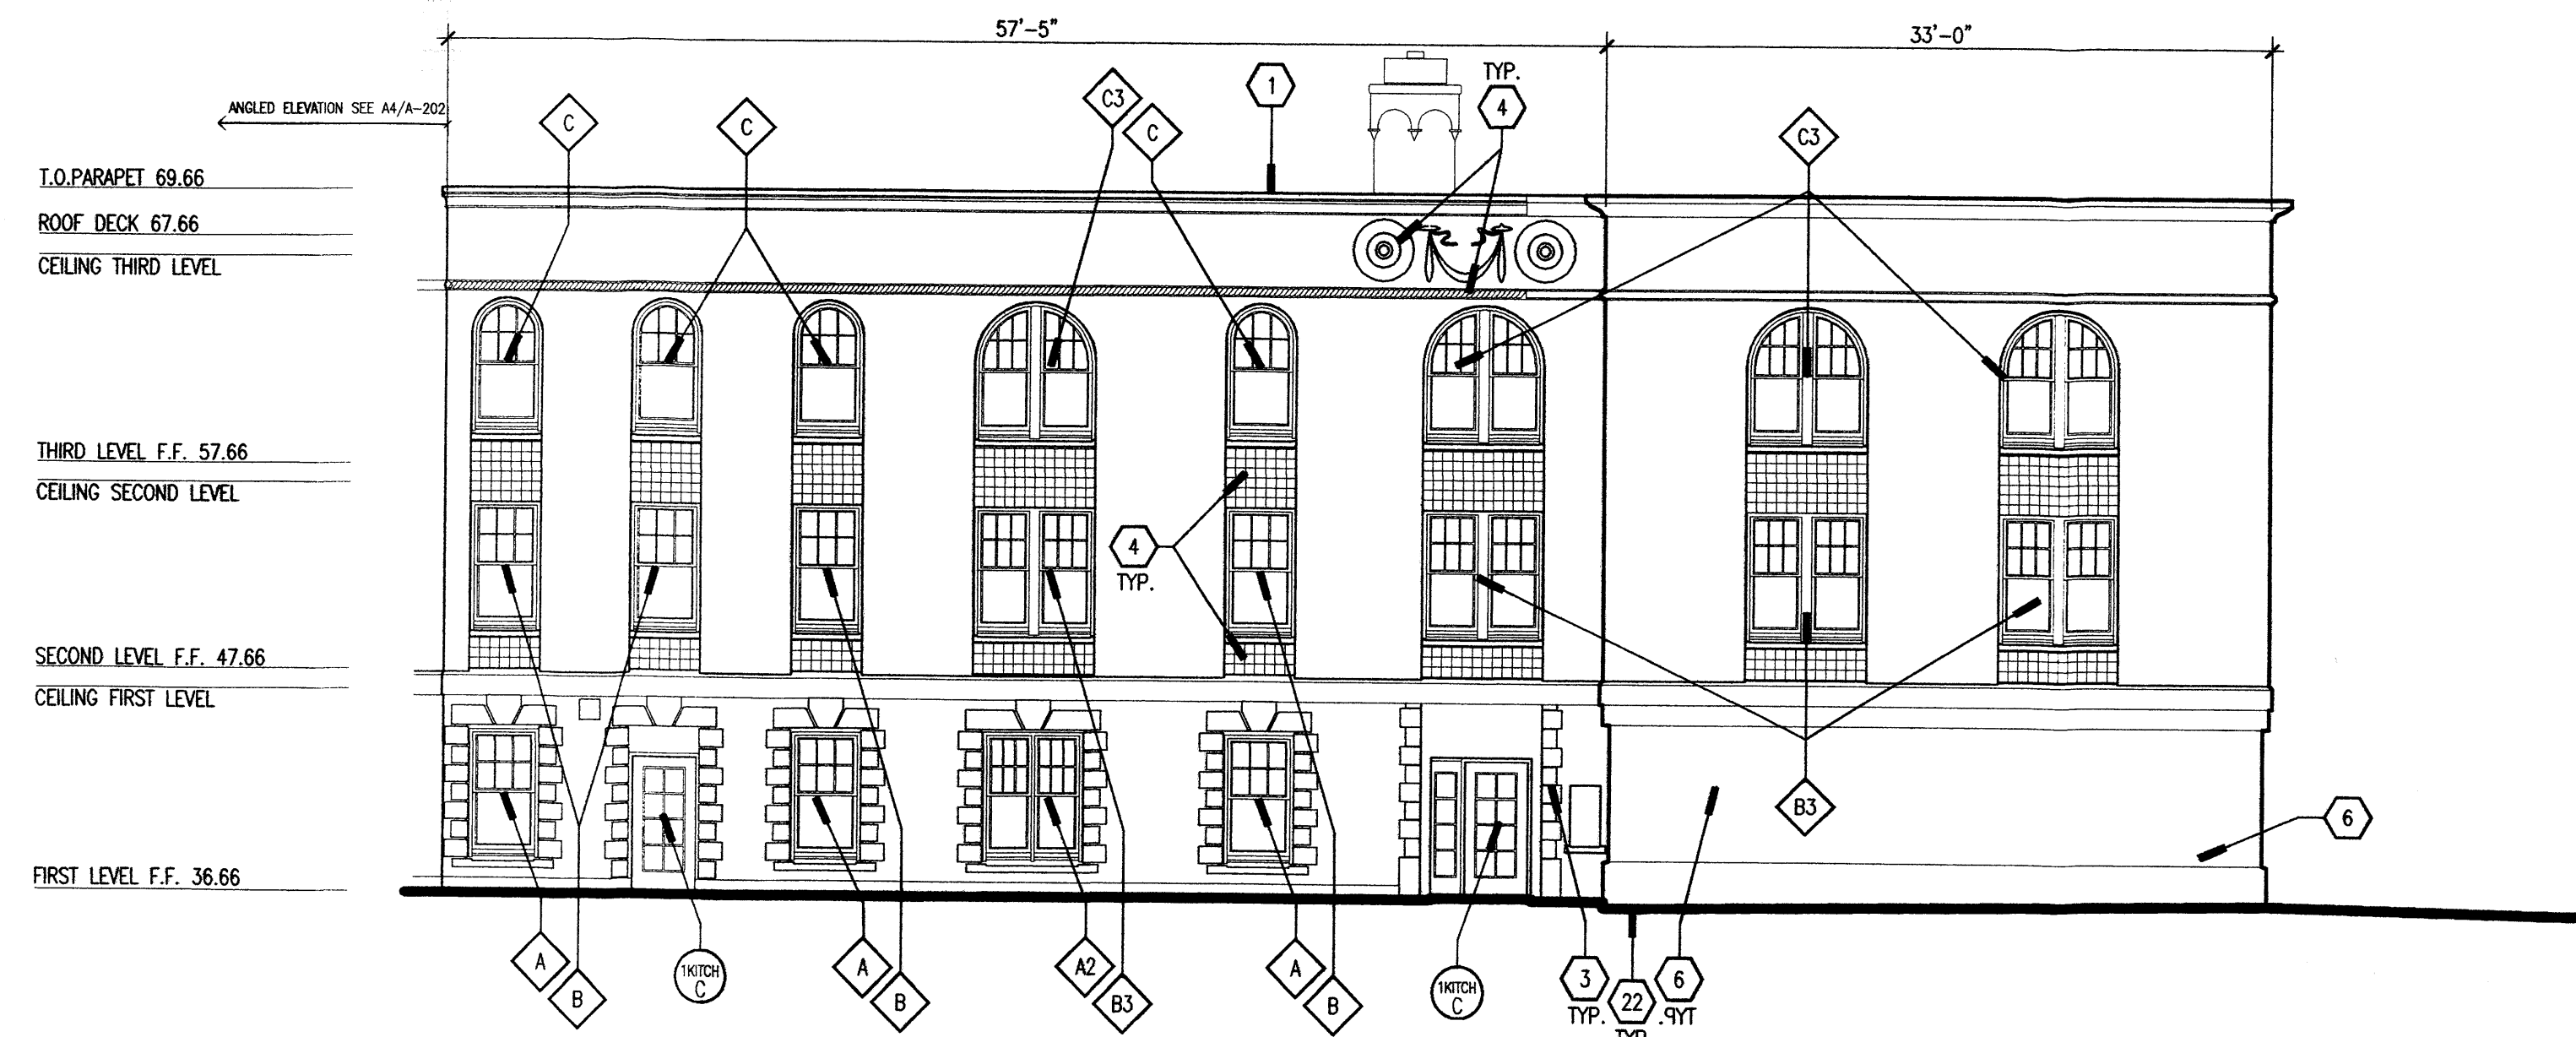 57'-5"
33'-0"
ANGLED ELEVATION SEE A4/A-202
C
C
C3
C
1
TYP.
4
C3
T.O.PARAPET 69.66
ROOF DECK 67.66
CEILING THIRD LEVEL
THIRD LEVEL F.F. 57.66
CEILING SECOND LEVEL
4
TYP.
SECOND LEVEL F.F. 47.66
CEILING FIRST LEVEL
B3
6
FIRST LEVEL F.F. 36.66
A
B
1KITCH
C
A
B
A2
B3
A
B
1KITCH
C
3
TYP.
22
TYP.
6
TYP.